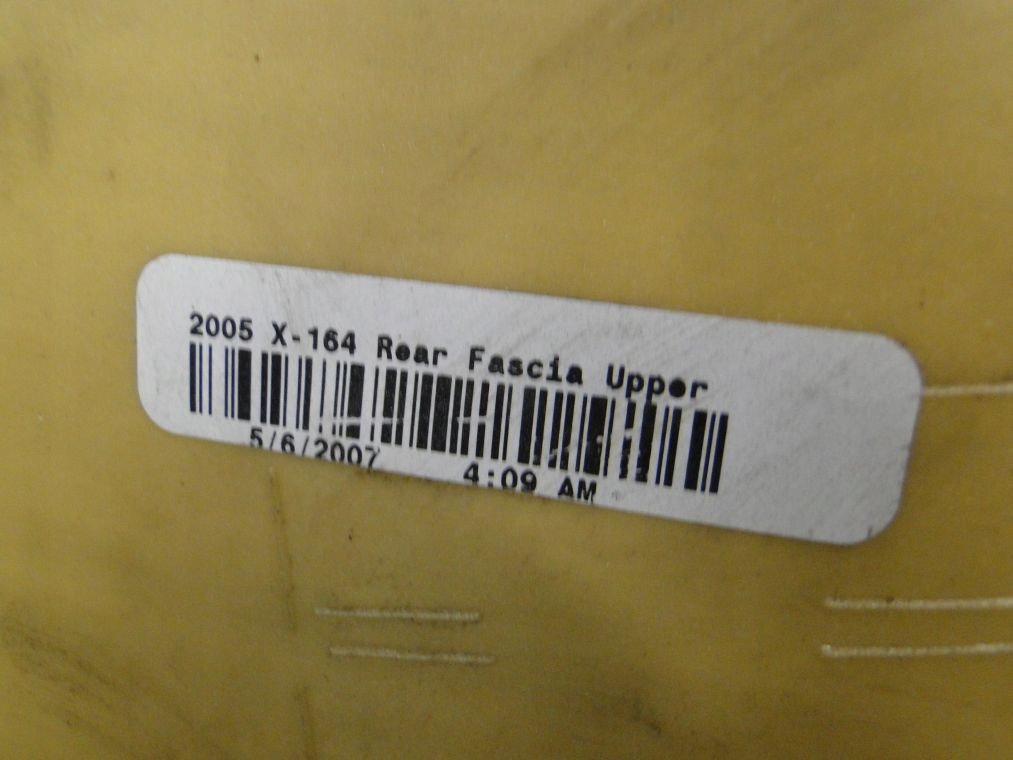 2005 X-164 Rear Fascia Upper
5/6/2007 4:09 AM